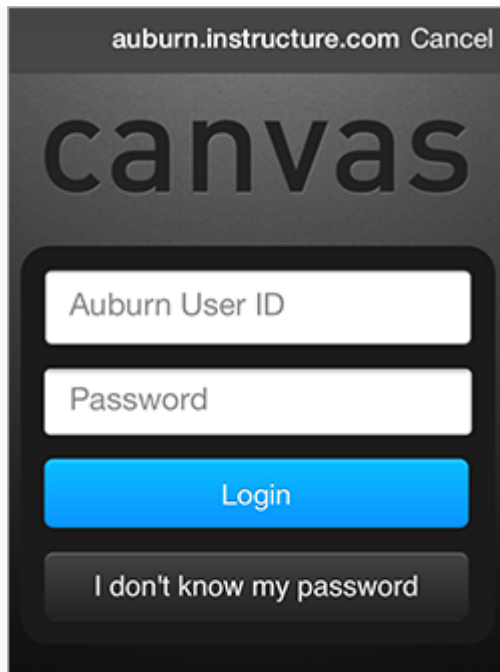 auburn.instructure.com Cancel
canvas
Auburn User ID
Password
Login
I don't know my password